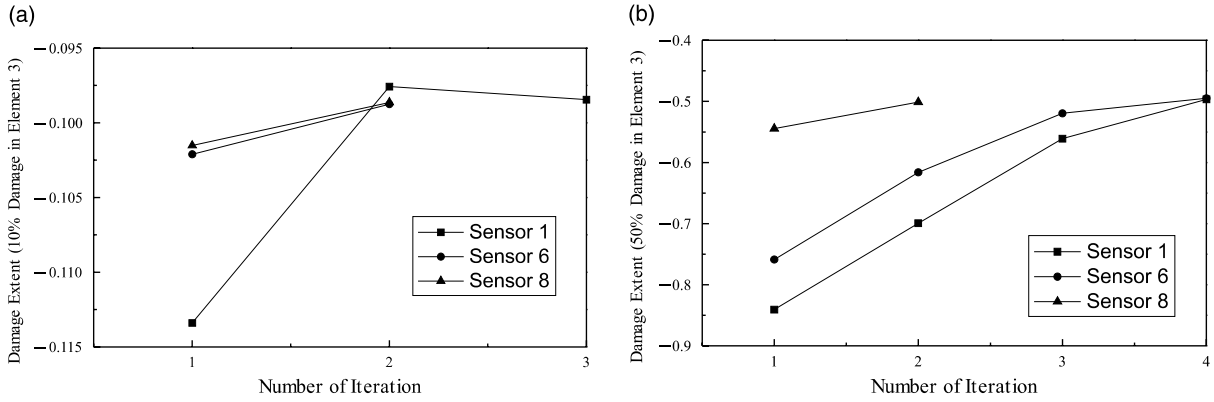 (a)
Damage Extent (10% Damage in Element 3)
−0.095
−0.100
−0.105
−0.110
−0.115
1
2
3
Number of Iteration
Sensor 1
Sensor 6
Sensor 8
(b)
Damage Extent (50% Damage in Element 3)
−0.4
−0.5
−0.6
−0.7
−0.8
−0.9
1
2
3
4
Number of Iteration
Sensor 1
Sensor 6
Sensor 8